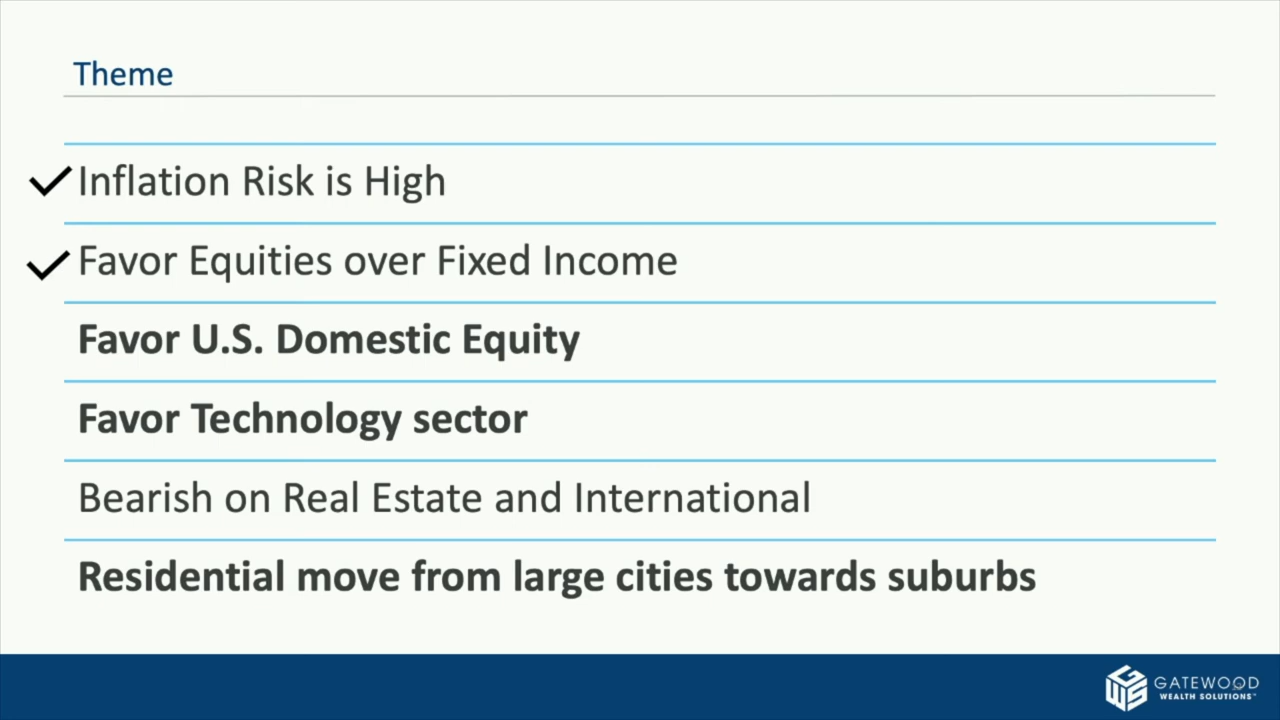 Theme
Inflation Risk is High
Favor Equities over Fixed Income
Favor U.S. Domestic Equity
Favor Technology sector
Bearish on Real Estate and International
Residential move from large cities towards suburbs
GATEWOOD
WEALTH SOLUTIONS™